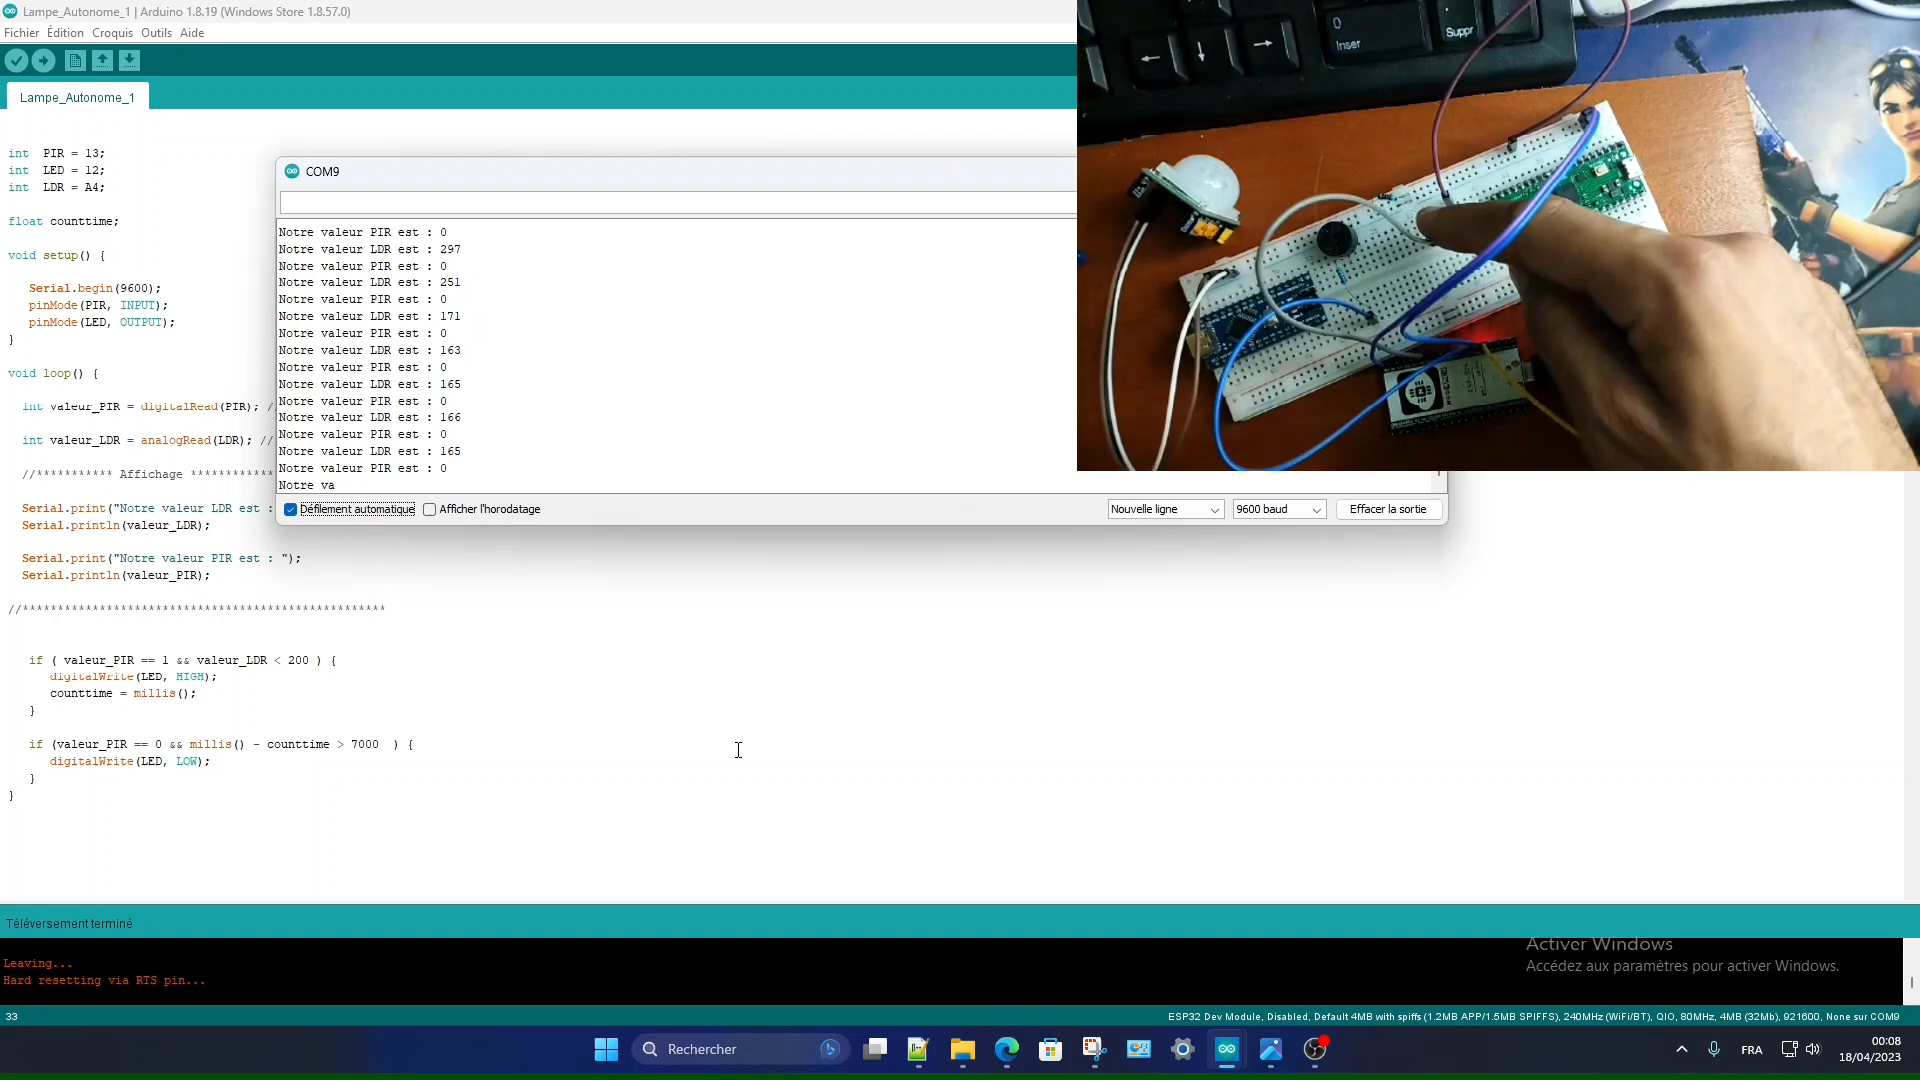 Lampe_Autonome_1 | Arduino 1.8.19 (Windows Store 1.8.57.0)
Fichier Édition Croquis Outils Aide
Lampe_Autonome_1
int PIR = 13;
int LED = 12;
int LDR = A4;
float counttime;
void setup() {
Serial.begin(9600);
pinMode(PIR, INPUT);
pinMode(LED, OUTPUT);
}
void loop() {
int valeur_PIR = digitalRead(PIR); /
int valeur_LDR = analogRead(LDR); //
//*********** Affichage ************
Serial.print("Notre valeur LDR est :
Serial.println(valeur_LDR);
Serial.print("Notre valeur PIR est : ");
Serial.println(valeur_PIR);
//****************************************************
if ( valeur_PIR == 1 && valeur_LDR < 200 ) {
digitalWrite(LED, HIGH);
counttime = millis();
}
if (valeur_PIR == 0 && millis() - counttime > 7000 ) {
digitalWrite(LED, LOW);
}
}
COM9
Notre valeur PIR est : 0
Notre valeur LDR est : 297
Notre valeur PIR est : 0
Notre valeur LDR est : 251
Notre valeur PIR est : 0
Notre valeur LDR est : 171
Notre valeur PIR est : 0
Notre valeur LDR est : 163
Notre valeur PIR est : 0
Notre valeur LDR est : 165
Notre valeur PIR est : 0
Notre valeur LDR est : 166
Notre valeur PIR est : 0
Notre valeur LDR est : 165
Notre valeur PIR est : 0
Notre va
Défilement automatique Afficher l'horodatage Nouvelle ligne 9600 baud Effacer la sortie
0
Inser
Suppr
Téléversement terminé
Leaving...
Hard resetting via RTS pin...
Activer Windows
Accédez aux paramètres pour activer Windows.
33
ESP32 Dev Module, Disabled, Default 4MB with spiffs (1.2MB APP/1.5MB SPIFFS), 240MHz (WiFi/BT), QIO, 80MHz, 4MB (32Mb), 921600, None sur COM9
Rechercher
FRA
00:08
18/04/2023